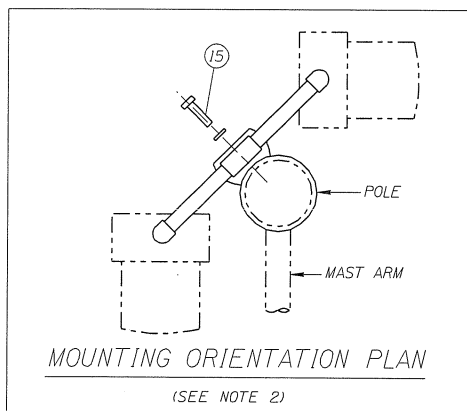 15
POLE
MAST ARM
MOUNTING ORIENTATION PLAN
(SEE NOTE 2)